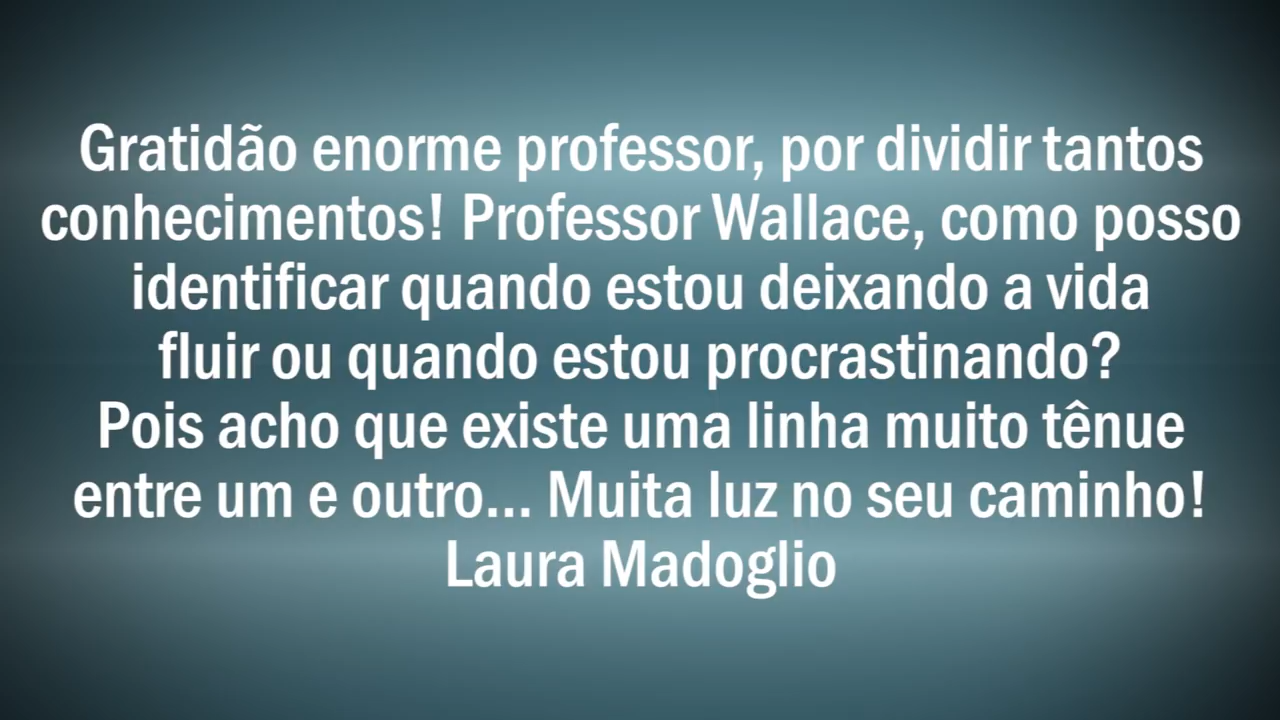 Gratidão enorme professor, por dividir tantos
conhecimentos! Professor Wallace, como posso
identificar quando estou deixando a vida
fluir ou quando estou procrastinando?
Pois acho que existe uma linha muito tênue
entre um e outro... Muita luz no seu caminho!
Laura Madoglio